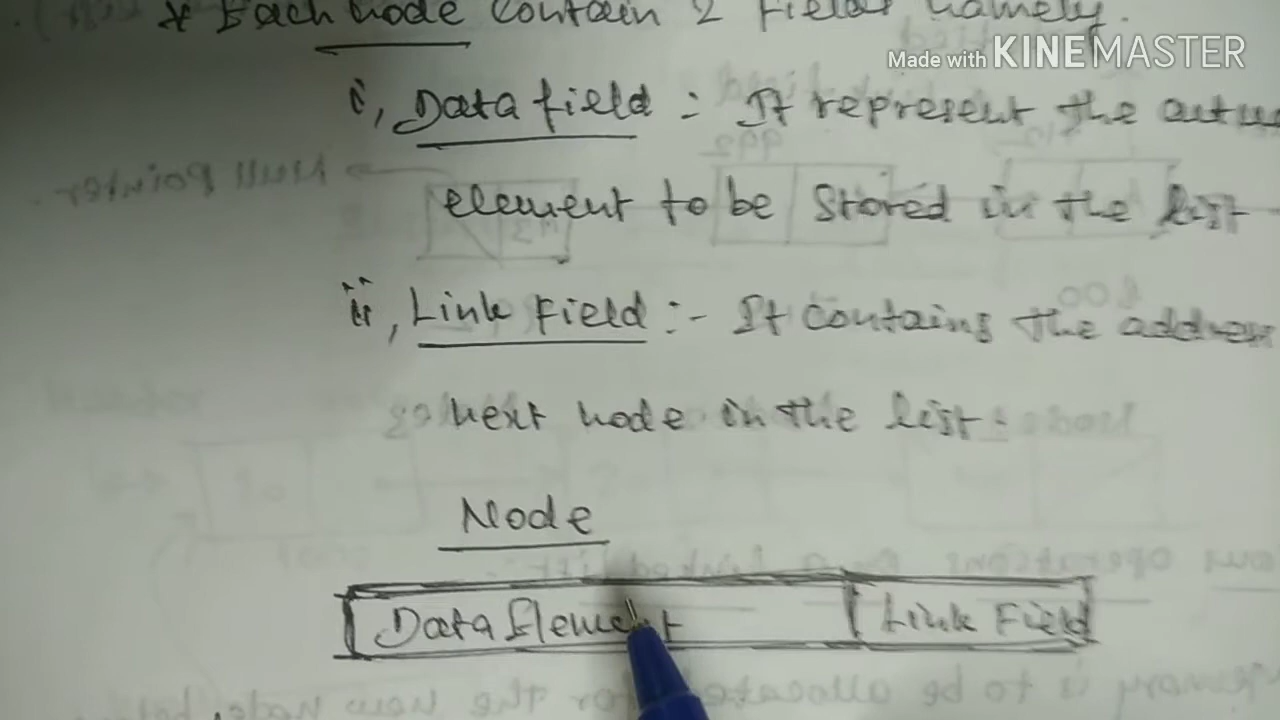 * Each node contain 2 Fields namely.
Made with KINEMASTER
i, Data field : It represent the actu
element to be stored in the list
ii, Link Field :- It contains the address
next node in the list.
Node
Data Element Link Field